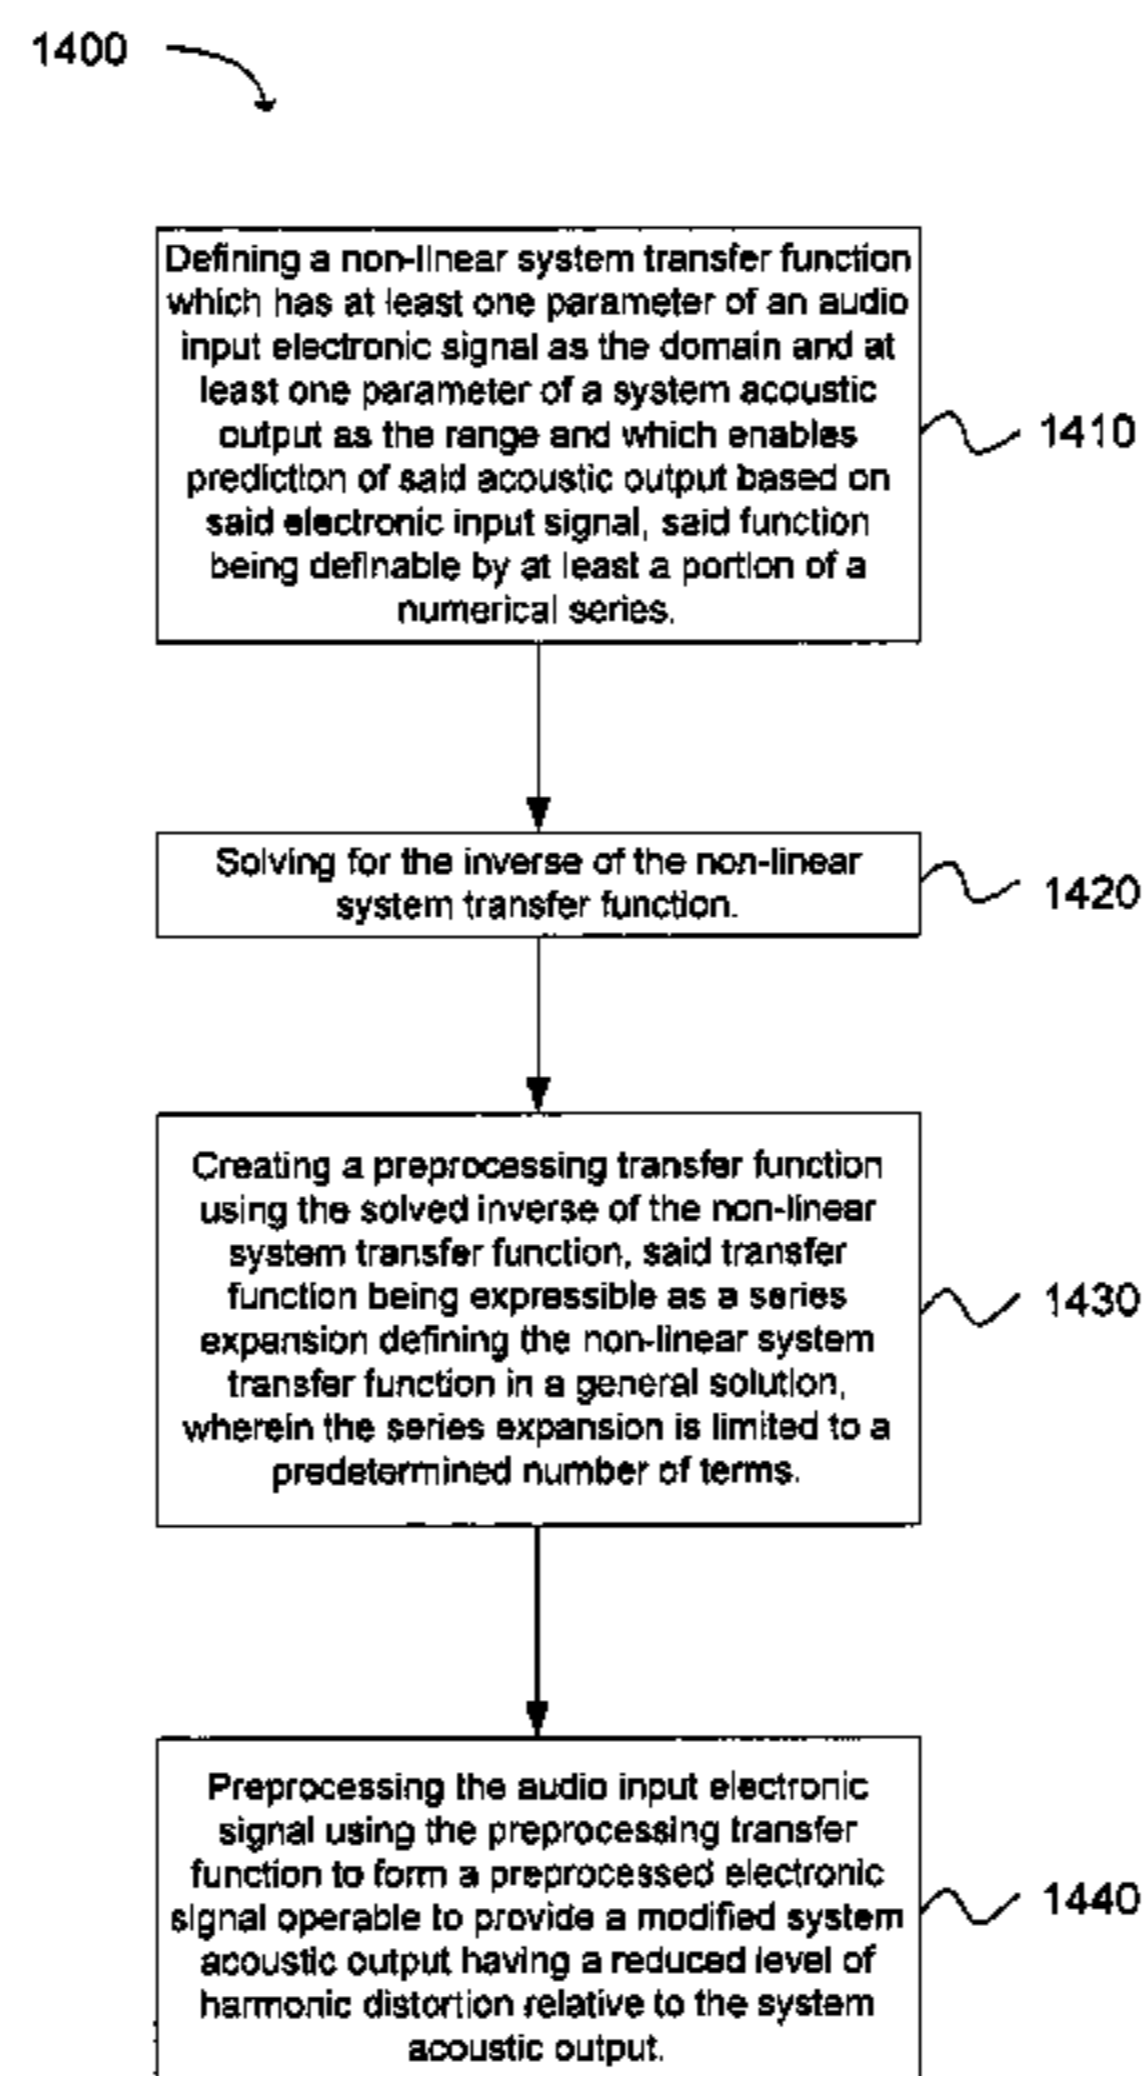 1400
Defining a non-linear system transfer function
which has at least one parameter of an audio
input electronic signal as the domain and at
least one parameter of a system acoustic
output as the range and which enables
prediction of said acoustic output based on
said electronic input signal, said function
being definable by at least a portion of a
numerical series.
1410
Solving for the inverse of the non-linear
system transfer function.
1420
Creating a preprocessing transfer function
using the solved inverse of the non-linear
system transfer function, said transfer
function being expressible as a series
expansion defining the non-linear system
transfer function in a general solution,
wherein the series expansion is limited to a
predetermined number of terms.
1430
Preprocessing the audio input electronic
signal using the preprocessing transfer
function to form a preprocessed electronic
signal operable to provide a modified system
acoustic output having a reduced level of
harmonic distortion relative to the system
acoustic output.
1440